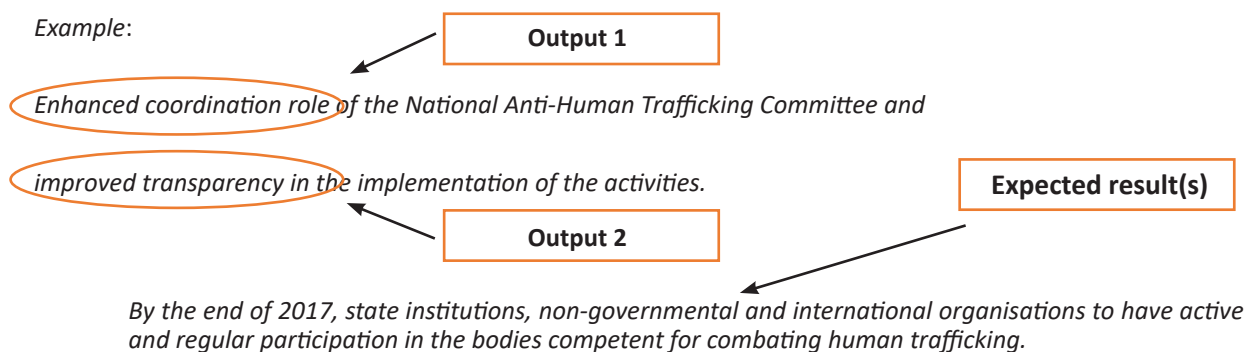 Example:
Output 1
Enhanced coordination role of the National Anti-Human Trafficking Committee and
improved transparency in the implementation of the activities.
Expected result(s)
Output 2
By the end of 2017, state institutions, non-governmental and international organisations to have active
and regular participation in the bodies competent for combating human trafficking.